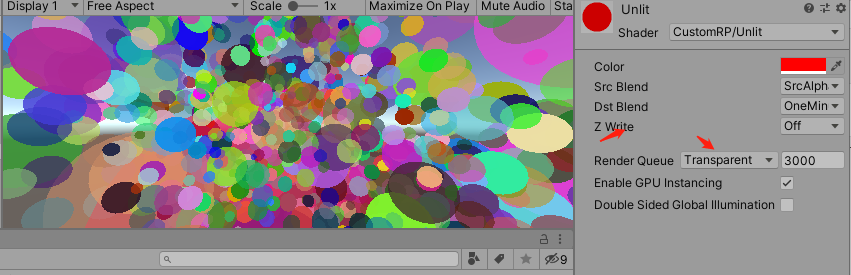 Display 1 Free Aspect Scale 1x Maximize On Play Mute Audio Sta
Unlit
Shader CustomRP/Unlit
Color
Src Blend SrcAlph
Dst Blend OneMin
Z Write Off
Render Queue Transparent 3000
Enable GPU Instancing
Double Sided Global Illumination
9